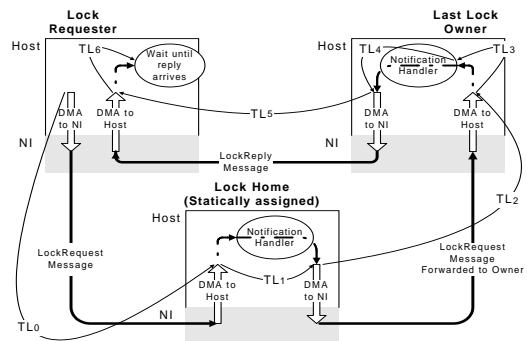 Lock
Requester
Last Lock
Owner
Host
TL6
Wait until
reply
arrives
Host
TL4
Notification
Handler
TL3
DMA
to NI
DMA to
Host
TL5
DMA
to NI
DMA to
Host
NI
NI
LockReply
Message
Lock Home
(Statically assigned)
TL2
Host
Notification
Handler
LockRequest
Message
LockRequest
Message
Forwarded to Owner
TL1
DMA to
Host
DMA
to NI
TL0
NI